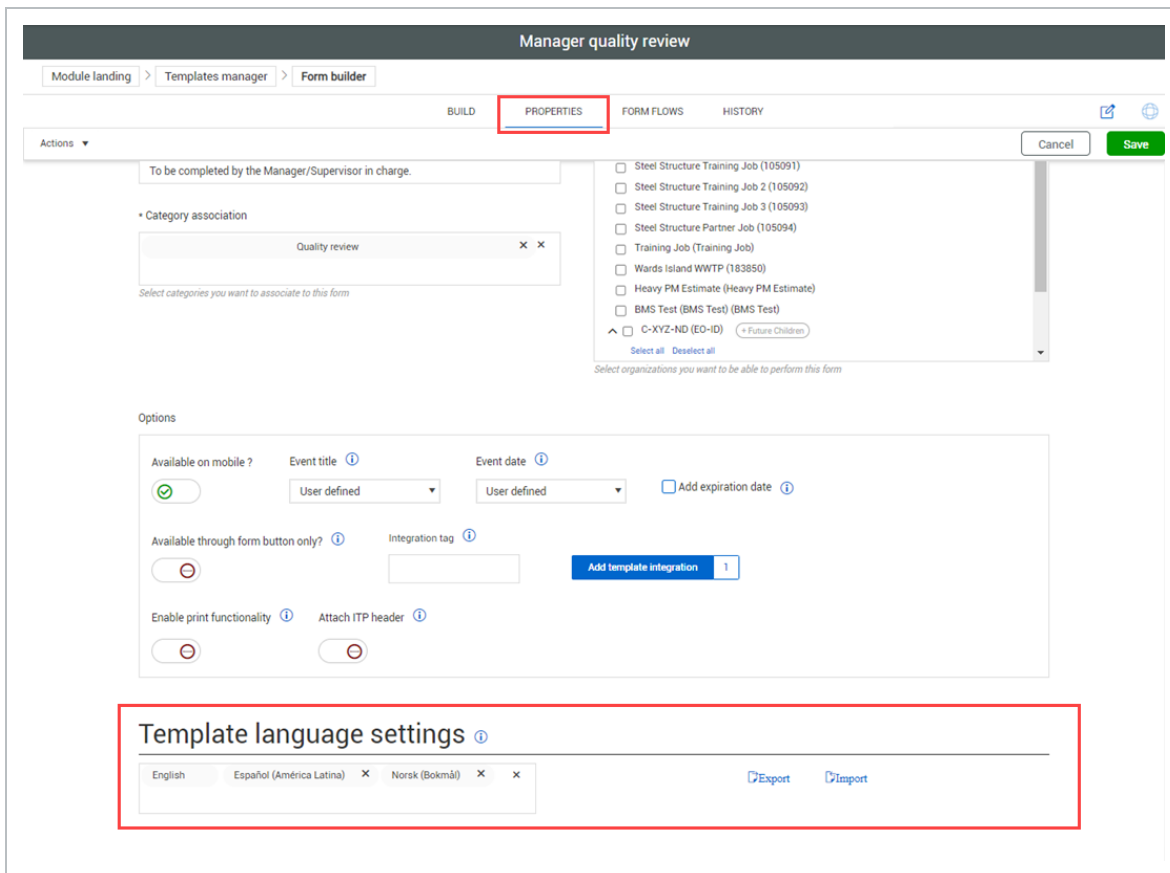 Manager quality review
Module landing > Templates manager > Form builder
BUILD PROPERTIES FORM FLOWS HISTORY
Actions Cancel Save
To be completed by the Manager/Supervisor in charge.
* Category association
Quality review
Select categories you want to associate to this form
Steel Structure Training Job (105091)
Steel Structure Training Job 2 (105092)
Steel Structure Training Job 3 (105093)
Steel Structure Partner Job (105094)
Training Job (Training Job)
Wards Island WWTP (183850)
Heavy PM Estimate (Heavy PM Estimate)
BMS Test (BMS Test) (BMS Test)
C-XYZ-ND (EO-ID) + Future Children
Select all Deselect all
Select organizations you want to be able to perform this form
Options
Available on mobile ? Event title Event date
User defined User defined Add expiration date
Available through form button only? Integration tag
Add template integration 1
Enable print functionality Attach ITP header
Template language settings
English Español (América Latina) Norsk (Bokmål) Export Import